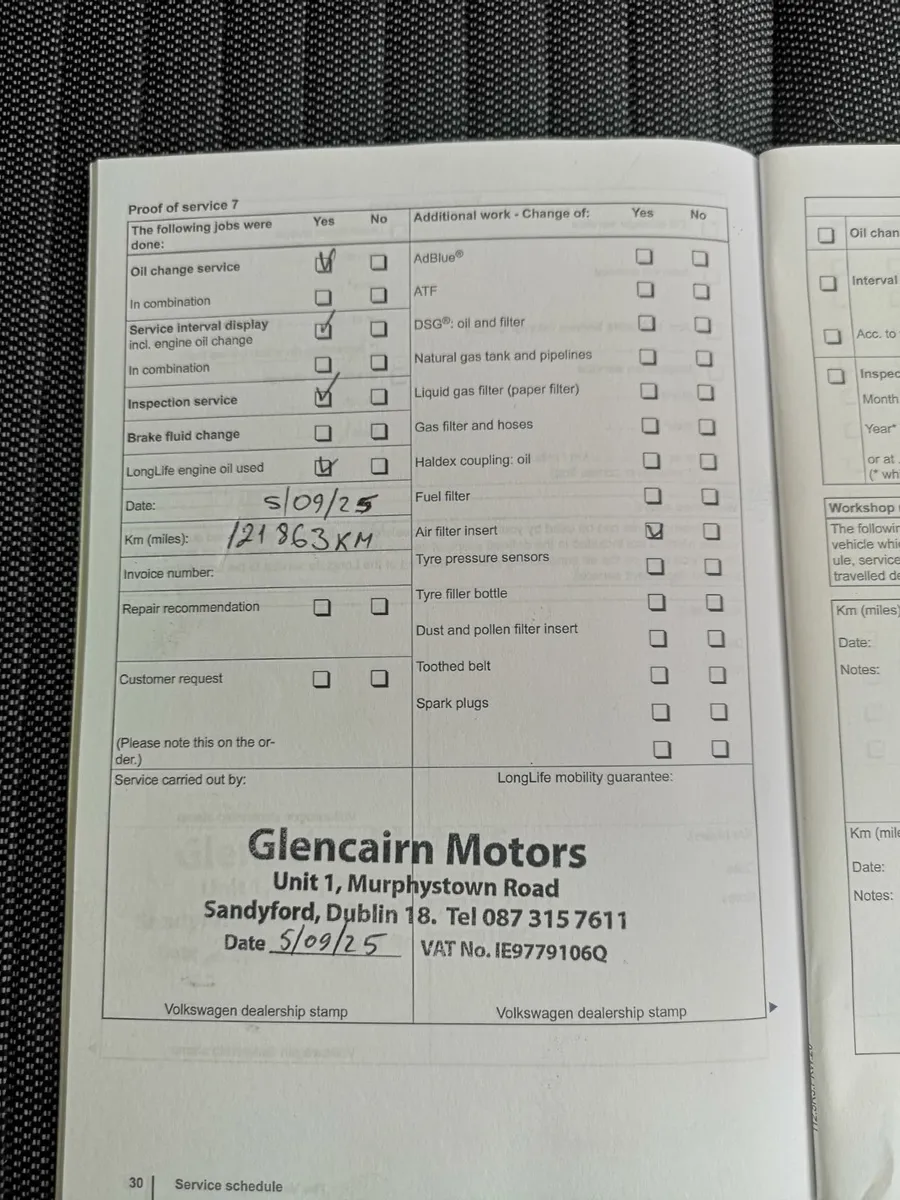 Proof of service 7
The following jobs were done: Yes No
Oil change service
In combination
Service interval display
incl. engine oil change
In combination
Inspection service
Brake fluid change
LongLife engine oil used
Date: 5/09/25
Km (miles): 121863KM
Invoice number:
Repair recommendation
Customer request
(Please note this on the or-
der.)
Additional work - Change of: Yes No
AdBlue®
ATF
DSG®: oil and filter
Natural gas tank and pipelines
Liquid gas filter (paper filter)
Gas filter and hoses
Haldex coupling: oil
Fuel filter
Air filter insert
Tyre pressure sensors
Tyre filler bottle
Dust and pollen filter insert
Toothed belt
Spark plugs
Service carried out by:
LongLife mobility guarantee:
Glencairn Motors
Unit 1, Murphystown Road
Sandyford, Dublin 18. Tel 087 315 7611
Date 5/09/25 VAT No. IE9779106Q
Volkswagen dealership stamp
Volkswagen dealership stamp
30 Service schedule
Oil chan
Interval
Acc. to
Inspec
Month
Year*
or at
(* wh
Workshop
The followin
vehicle whi
ule, service
travelled de
Km (miles)
Date:
Notes:
Km (mile
Date:
Notes: